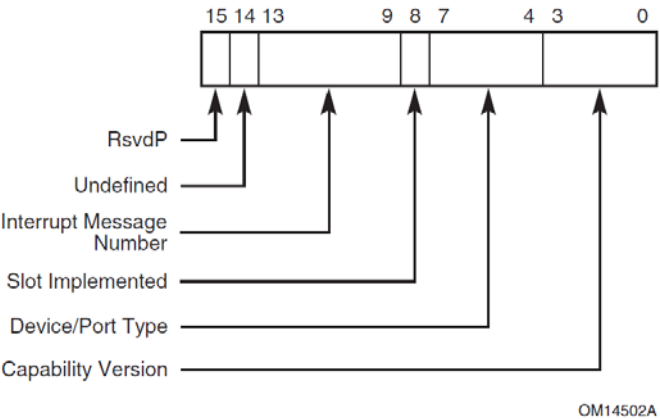 15 14 13 9 8 7 4 3 0
RsvdP
Undefined
Interrupt Message
Number
Slot Implemented
Device/Port Type
Capability Version
OM14502A